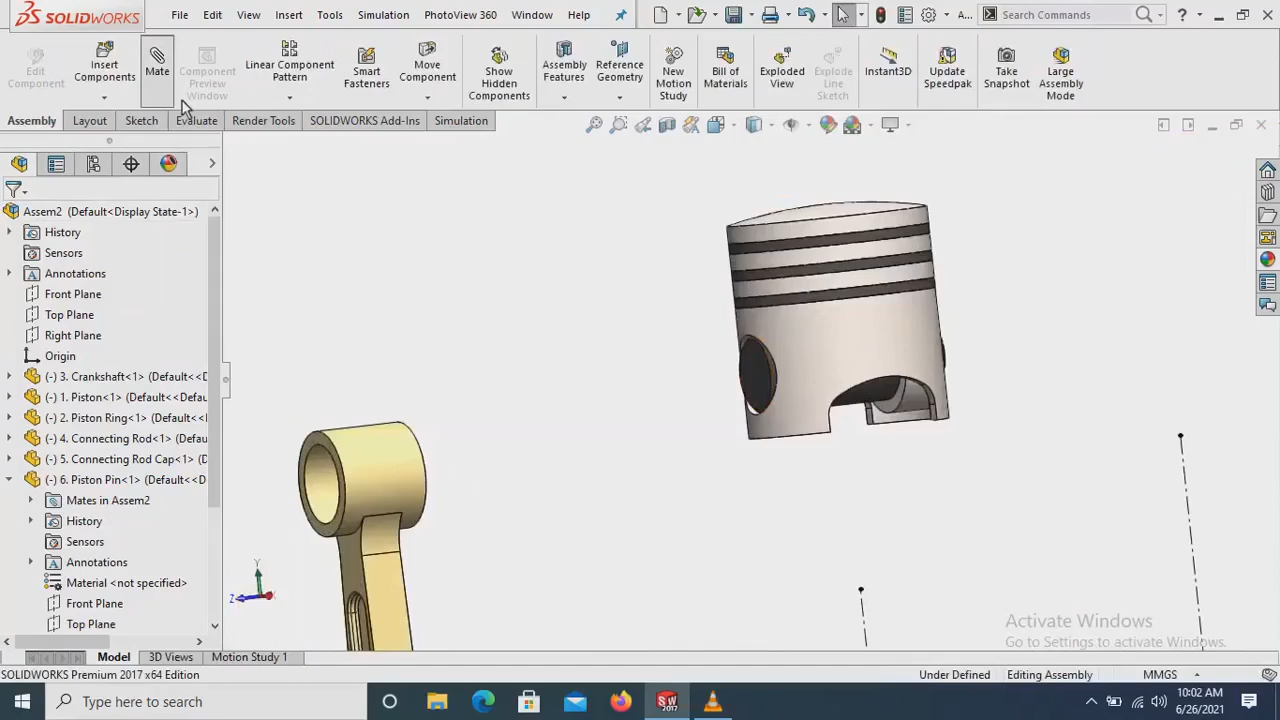 SOLIDWORKS File Edit View Insert Tools Simulation PhotoView 360 Window Help A... Search Commands ?
Edit Component
Insert Components
Mate
Component Preview Window
Linear Component Pattern
Smart Fasteners
Move Component
Show Hidden Components
Assembly Features
Reference Geometry
New Motion Study
Bill of Materials
Exploded View
Explode Line Sketch
Instant3D
Update Speedpak
Take Snapshot
Large Assembly Mode
Assembly Layout Sketch Evaluate Render Tools SOLIDWORKS Add-Ins Simulation
Assem2 (Default<Display State-1>)
History
Sensors
Annotations
Front Plane
Top Plane
Right Plane
Origin
(-) 3. Crankshaft<1> (Default<<D
(-) 1. Piston<1> (Default<<Defau
(-) 2. Piston Ring<1> (Default<<D
(-) 4. Connecting Rod<1> (Defau
(-) 5. Connecting Rod Cap<1> (D
(-) 6. Piston Pin<1> (Default<<D
Mates in Assem2
History
Sensors
Annotations
Material <not specified>
Front Plane
Top Plane
Y
Z
X
Activate Windows
Go to Settings to activate Windows.
Model 3D Views Motion Study 1
SOLIDWORKS Premium 2017 x64 Edition Under Defined Editing Assembly MMGS
Type here to search
SW
2017
10:02 AM
6/26/2021